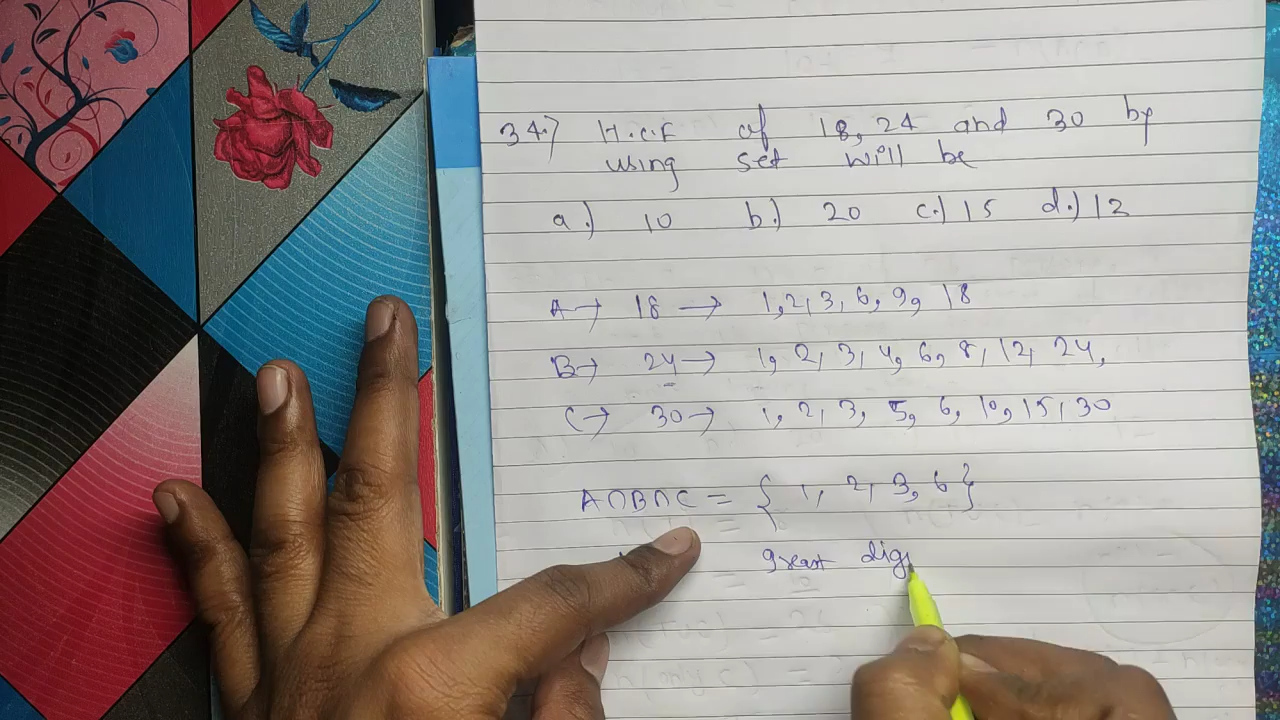 34.) H.C.F of 18, 24 and 30 by
using set will be
a.) 10 b.) 20 c.) 15 d.) 12
A → 18 → 1, 2, 3, 6, 9, 18
B → 24 → 1, 2, 3, 4, 6, 8, 12, 24,
C → 30 → 1, 2, 3, 5, 6, 10, 15, 30
A∩B∩C = { 1, 2, 3, 6 }
great dig